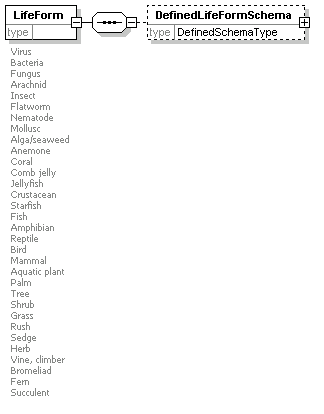 LifeForm
type
DefinedLifeFormSchema
type DefinedSchemaType
Virus
Bacteria
Fungus
Arachnid
Insect
Flatworm
Nematode
Mollusc
Alga/seaweed
Anemone
Coral
Comb jelly
Jellyfish
Crustacean
Starfish
Fish
Amphibian
Reptile
Bird
Mammal
Aquatic plant
Palm
Tree
Shrub
Grass
Rush
Sedge
Herb
Vine, climber
Bromeliad
Fern
Succulent